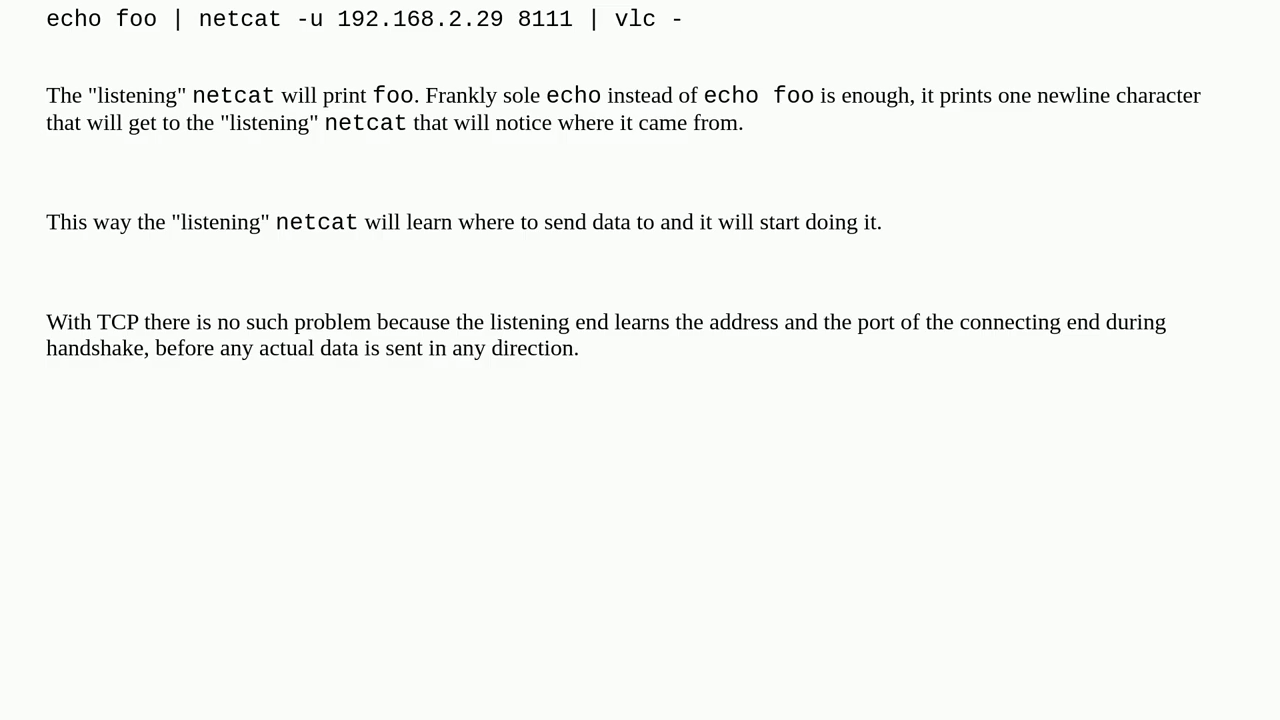 echo foo | netcat -u 192.168.2.29 8111 | vlc -
The "listening" netcat will print foo. Frankly sole echo instead of echo foo is enough, it prints one newline character
that will get to the "listening" netcat that will notice where it came from.
This way the "listening" netcat will learn where to send data to and it will start doing it.
With TCP there is no such problem because the listening end learns the address and the port of the connecting end during
handshake, before any actual data is sent in any direction.